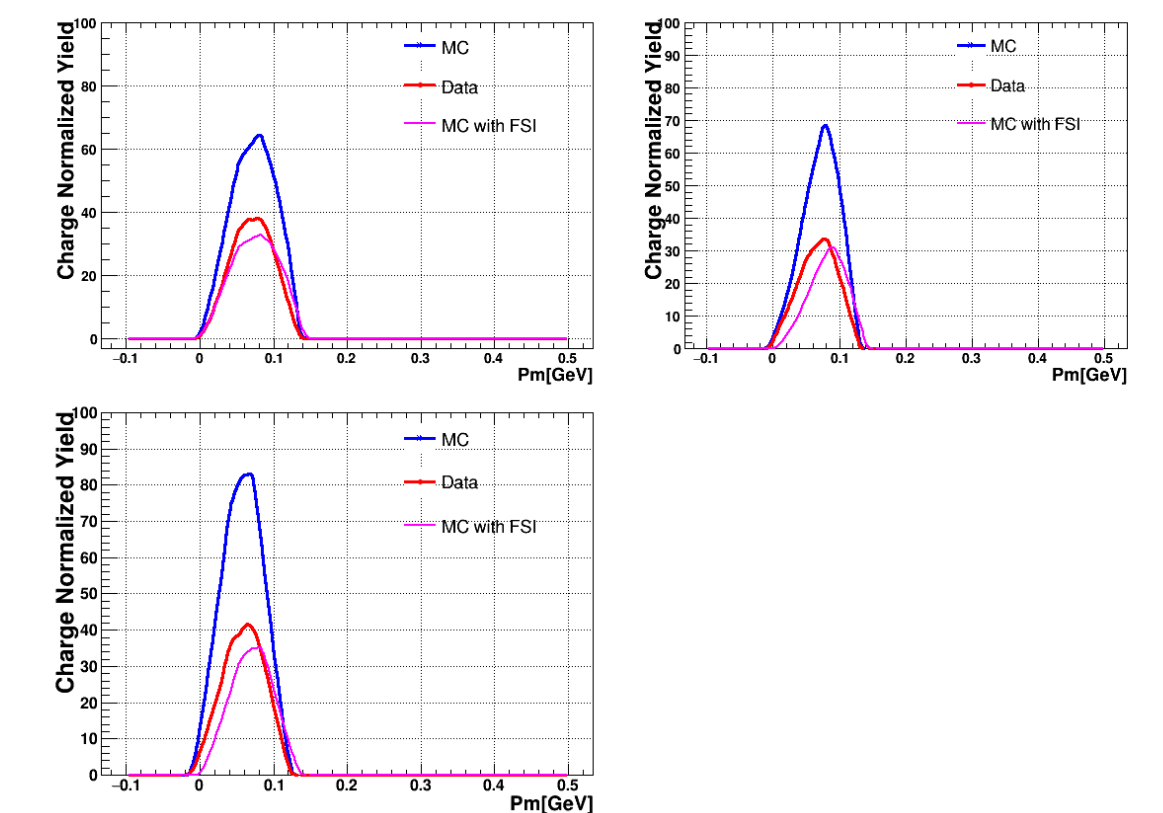 Charge Normalized Yield
100
80
60
40
20
0
−0.1 0 0.1 0.2 0.3 0.4 0.5
Pm[GeV]
MC
Data
MC with FSI
Charge Normalized Yield
100
90
80
70
60
50
40
30
20
10
0
−0.1 0 0.1 0.2 0.3 0.4 0.5
Pm[GeV]
MC
Data
MC with FSI
Charge Normalized Yield
100
90
80
70
60
50
40
30
20
10
0
−0.1 0 0.1 0.2 0.3 0.4 0.5
Pm[GeV]
MC
Data
MC with FSI